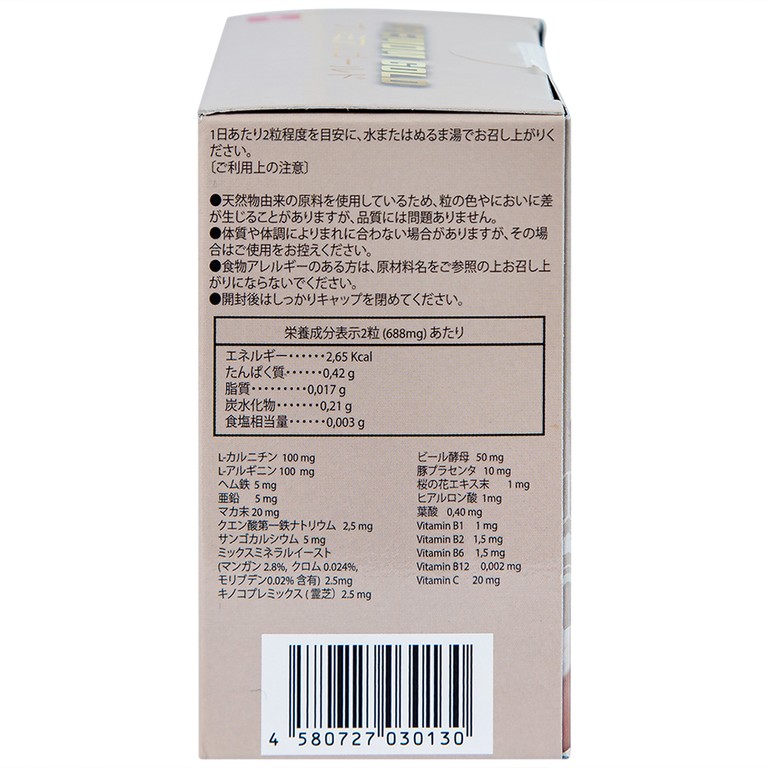 1日あたり2粒程度を目安に、水またはぬるま湯でお召し上がりく
ださい。
〔ご利用上の注意〕
●天然物由来の原料を使用しているため、粒の色やにおいに差
が生じることがありますが、品質には問題ありません。
●体質や体調によりまれに合わない場合がありますが、その場
合はご使用をお控えください。
●食物アレルギーのある方は、原材料名をご参照の上お召し上
がりにならないでください。
●開封後はしっかりキャップを閉めてください。
栄養成分表示2粒 (688mg) あたり
エネルギー・・・・・・2,65 Kcal
たんぱく質・・・・・・0,42 g
脂質・・・・・・・・・0,017 g
炭水化物・・・・・・・0,21 g
食塩相当量・・・・・・0,003 g
L-カルニチン 100 mg
L-アルギニン 100 mg
ヘム鉄 5 mg
亜鉛 5 mg
マカ末 20 mg
クエン酸第一鉄ナトリウム 2,5 mg
サンゴカルシウム 5 mg
ミックスミネラルイースト
(マンガン 2.8%, クロム 0.024%,
モリブデン0.02% 含有) 2.5mg
キノコプレミックス ( 霊芝 ) 2.5 mg
ビール酵母 50 mg
豚プラセンタ 10 mg
桜の花エキス末 1 mg
ヒアルロン酸 1mg
葉酸 0,40 mg
Vitamin B1 1 mg
Vitamin B2 1,5 mg
Vitamin B6 1,5 mg
Vitamin B12 0,002 mg
Vitamin C 20 mg
4 580727 030130